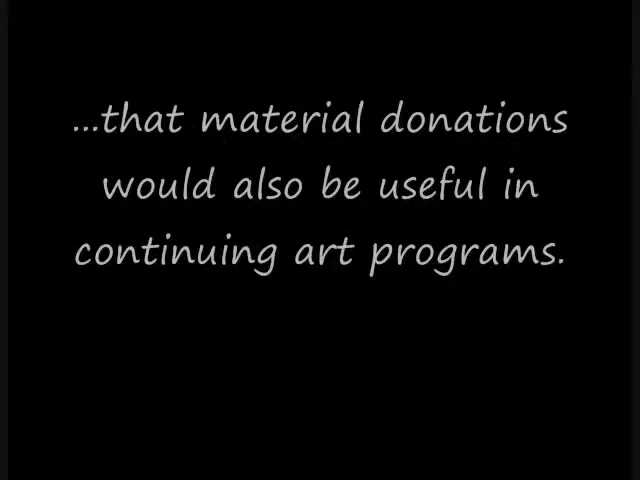 ...that material donations
would also be useful in
continuing art programs.